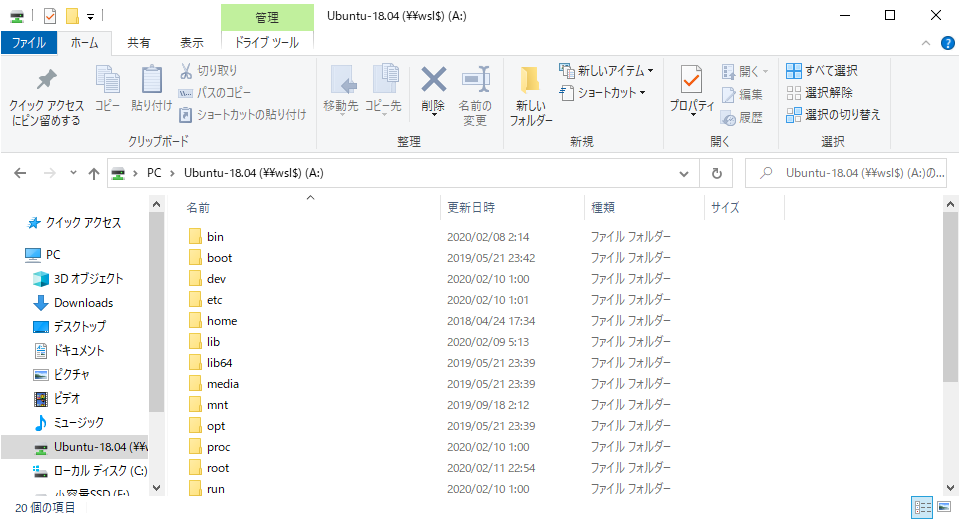 管理
Ubuntu-18.04 (¥¥wsl$) (A:)
ファイル ホーム 共有 表示 ドライブ ツール
クイック アクセス
にピン留めする
コピー
貼り付け
切り取り
パスのコピー
ショートカットの貼り付け
クリップボード
移動先
コピー先
削除
名前の
変更
整理
新しい
フォルダー
新しいアイテム
ショートカット
新規
プロパティ
開く
編集
履歴
開く
すべて選択
選択解除
選択の切り替え
選択
PC Ubuntu-18.04 (¥¥wsl$) (A:)
Ubuntu-18.04 (¥¥wsl$) (A:)の...
クイック アクセス
PC
3D オブジェクト
Downloads
デスクトップ
ドキュメント
ピクチャ
ビデオ
ミュージック
Ubuntu-18.04 (¥¥w
ローカル ディスク (C:)
小容量SSD (E:)
名前 更新日時 種類 サイズ
bin 2020/02/08 2:14 ファイル フォルダー
boot 2019/05/21 23:42 ファイル フォルダー
dev 2020/02/10 1:00 ファイル フォルダー
etc 2020/02/10 1:01 ファイル フォルダー
home 2018/04/24 17:34 ファイル フォルダー
lib 2020/02/09 5:13 ファイル フォルダー
lib64 2019/05/21 23:39 ファイル フォルダー
media 2019/05/21 23:39 ファイル フォルダー
mnt 2019/09/18 2:12 ファイル フォルダー
opt 2019/05/21 23:39 ファイル フォルダー
proc 2020/02/10 1:00 ファイル フォルダー
root 2020/02/11 22:54 ファイル フォルダー
run 2020/02/10 1:00 ファイル フォルダー
20 個の項目